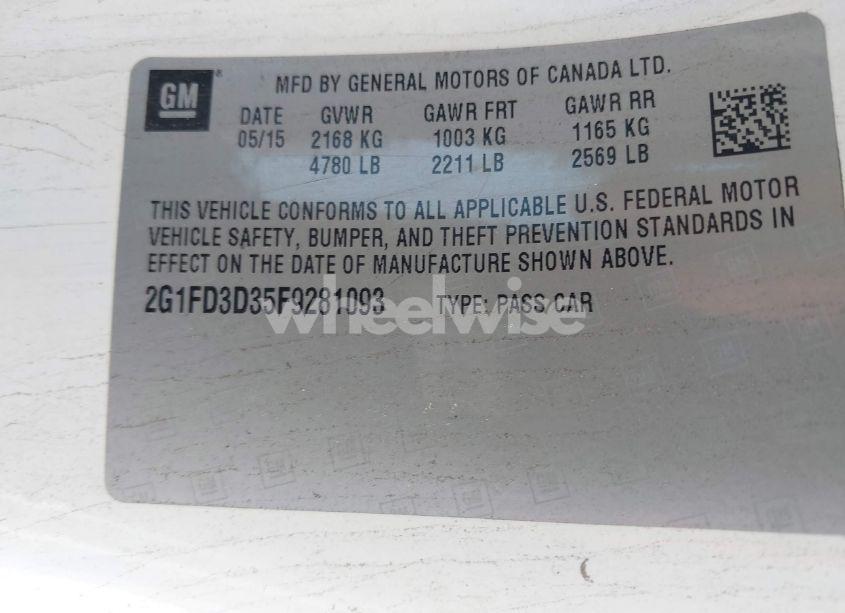 GM
MFD BY GENERAL MOTORS OF CANADA LTD.
DATE GVWR GAWR FRT GAWR RR
05/15 2168 KG 1003 KG 1165 KG
4780 LB 2211 LB 2569 LB
THIS VEHICLE CONFORMS TO ALL APPLICABLE U.S. FEDERAL MOTOR
VEHICLE SAFETY, BUMPER, AND THEFT PREVENTION STANDARDS IN
EFFECT ON THE DATE OF MANUFACTURE SHOWN ABOVE.
2G1FD3D35F9281093 TYPE: PASS CAR
wheelwise